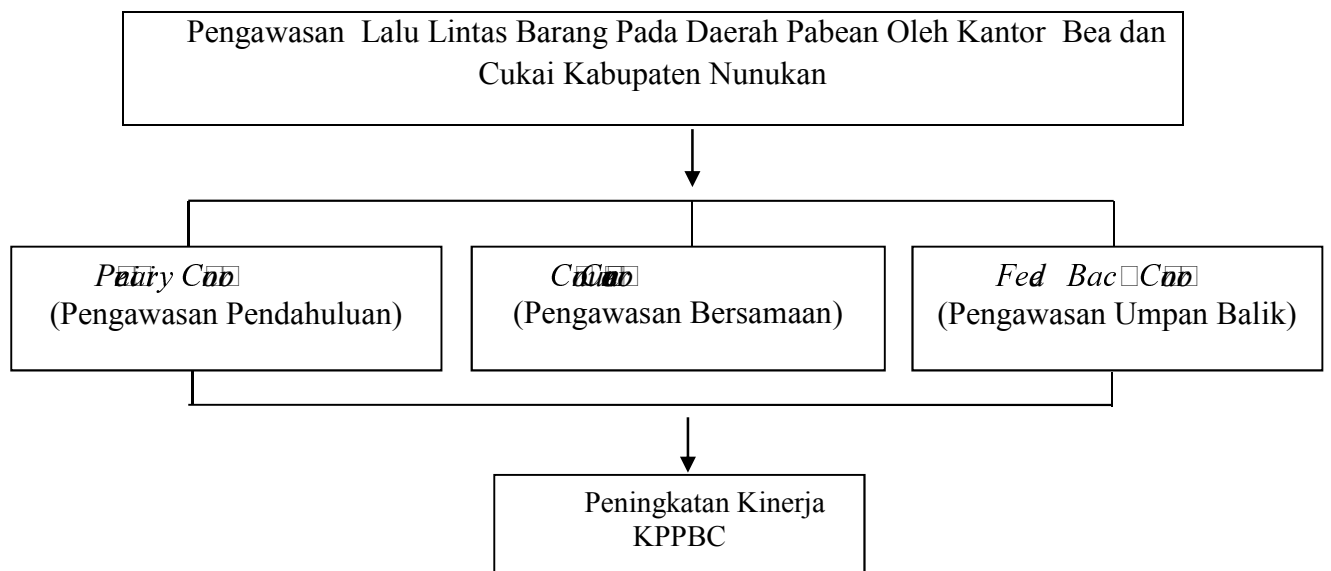 Pengawasan Lalu Lintas Barang Pada Daerah Pabean Oleh Kantor Bea dan
Cukai Kabupaten Nunukan
(Pengawasan Pendahuluan)
(Pengawasan Bersamaan)
(Pengawasan Umpan Balik)
Peningkatan Kinerja
KPPBC